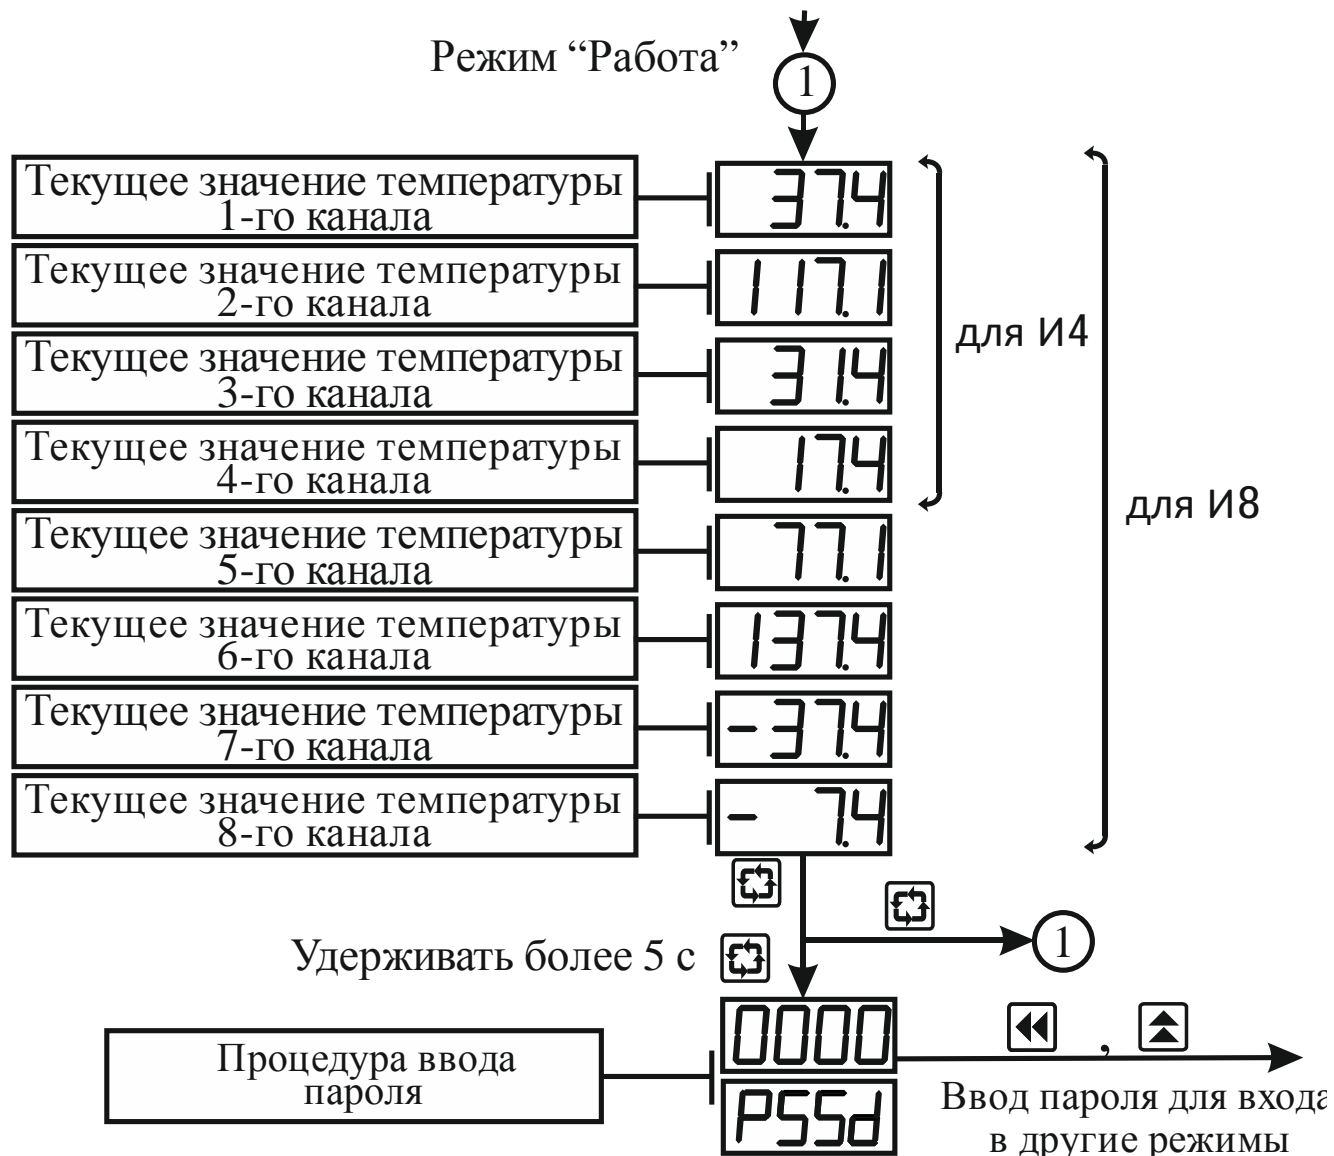 Режим “Работа”
1
Текущее значение температуры
1-го канала
37.4
Текущее значение температуры
2-го канала
117.1
Текущее значение температуры
3-го канала
31.4
для И4
Текущее значение температуры
4-го канала
17.4
для И8
Текущее значение температуры
5-го канала
77.1
Текущее значение температуры
6-го канала
137.4
Текущее значение температуры
7-го канала
-37.4
Текущее значение температуры
8-го канала
- 7.4
1
Удерживать более 5 с
0000
,
Процедура ввода
пароля
PSSd
Ввод пароля для входа
в другие режимы